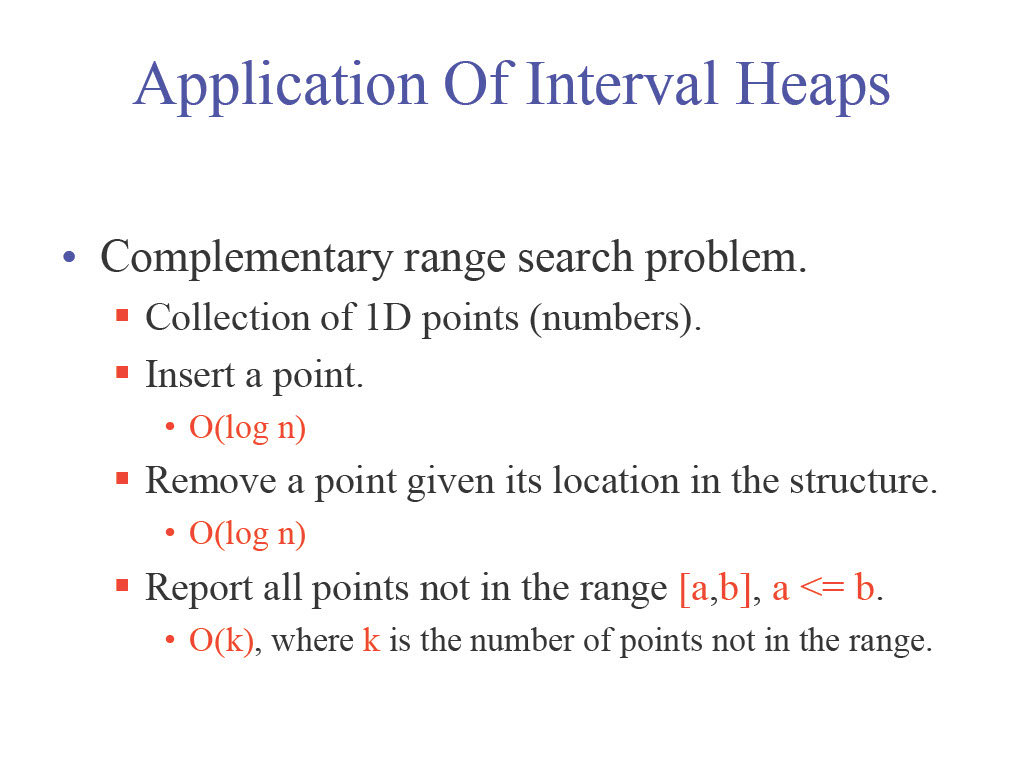 Application Of Interval Heaps
• Complementary range search problem.
▪ Collection of 1D points (numbers).
▪ Insert a point.
• O(log n)
▪ Remove a point given its location in the structure.
• O(log n)
▪ Report all points not in the range [a,b], a <= b.
• O(k), where k is the number of points not in the range.